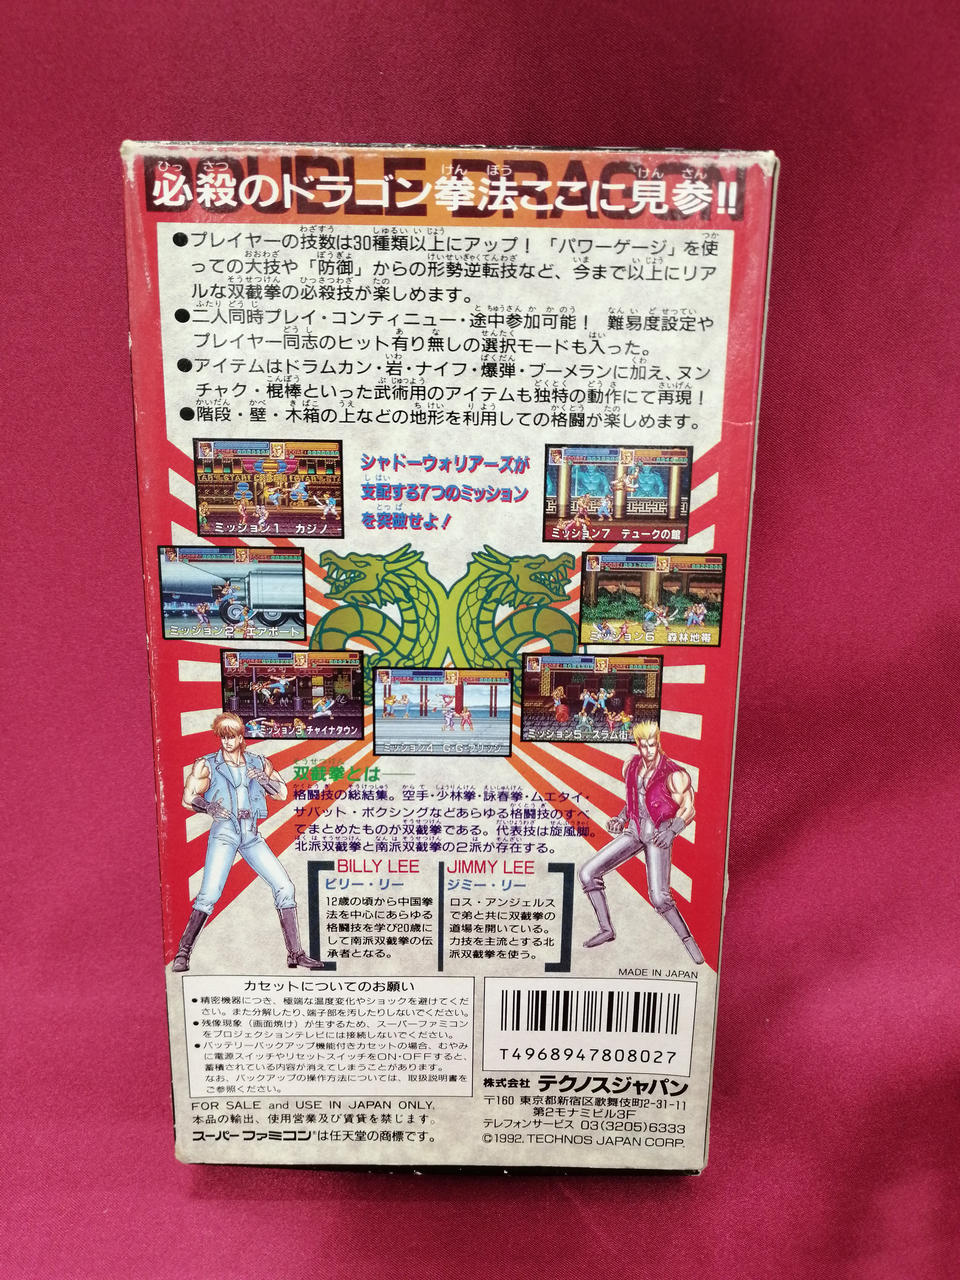 DOUBLE DRAGON
必殺のドラゴン拳法ここに見参!!
●プレイヤーの技数は30種類以上にアップ! 「パワーゲージ」を使
っての大技や「防御」からの形勢逆転技など、今まで以上にリア
ルな双截拳の必殺技が楽しめます。
●二人同時プレイ・コンティニュー・途中参加可能! 難易度設定や
プレイヤー同志のヒット有り無しの選択モードも入った。
●アイテムはドラムカン・岩・ナイフ・爆弾・ブーメランに加え、ヌン
チャク・棍棒といった武術用のアイテムも独特の動作にて再現!
●階段・壁・木箱の上などの地形を利用しての格闘が楽しめます。
シャドーウォリアーズが
支配する7つのミッション
を突破せよ!
ミッション1 カジノ
ミッション7 デュークの館
ミッション2 エアポート
ミッション6 森林地帯
ミッション3 チャイナタウン
ミッション4 G・G・ブリッジ
ミッション5 スラム街
双截拳とは──
格闘技の総結集。空手・少林拳・詠春拳・ムエタイ・
サバット・ボクシングなどあらゆる格闘技のすべ
てまとめたものが双截拳である。代表技は旋風脚。
北派双截拳と南派双截拳の2派が存在する。
BILLY LEE
ビリー・リー
12歳の頃から中国拳
法を中心にあらゆる
格闘技を学び20歳に
して南派双截拳の伝
承者となる。
JIMMY LEE
ジミー・リー
ロス・アンジェルス
で弟と共に双截拳の
道場を開いている。
力技を主流とする北
派双截拳を使う。
MADE IN JAPAN
カセットについてのお願い
●精密機器につき、極端な温度変化やショックを避けてくだ
さい。また分解したり、端子部を汚したりしないでください。
●残像現象(画面焼け)が生ずるため、スーパーファミコン
をプロジェクションテレビには接続しないでください。
●バッテリーバックアップ機能付きカセットの場合、むやみ
に電源スイッチやリセットスイッチをON・OFFすると、
蓄積されている内容が消えてしまうことがあります。
なお、バックアップの操作方法については、取扱説明書を
ご参照ください。
T4968947808027
FOR SALE and USE IN JAPAN ONLY.
本品の輸出、使用営業及び賃貸を禁じます。
スーパーファミコンは任天堂の商標です。
株式会社 テクノスジャパン
〒160 東京都新宿区歌舞伎町2-31-11
第2モナミビル3F
テレフォンサービス 03(3205)6333
©1992. TECHNOS JAPAN CORP.